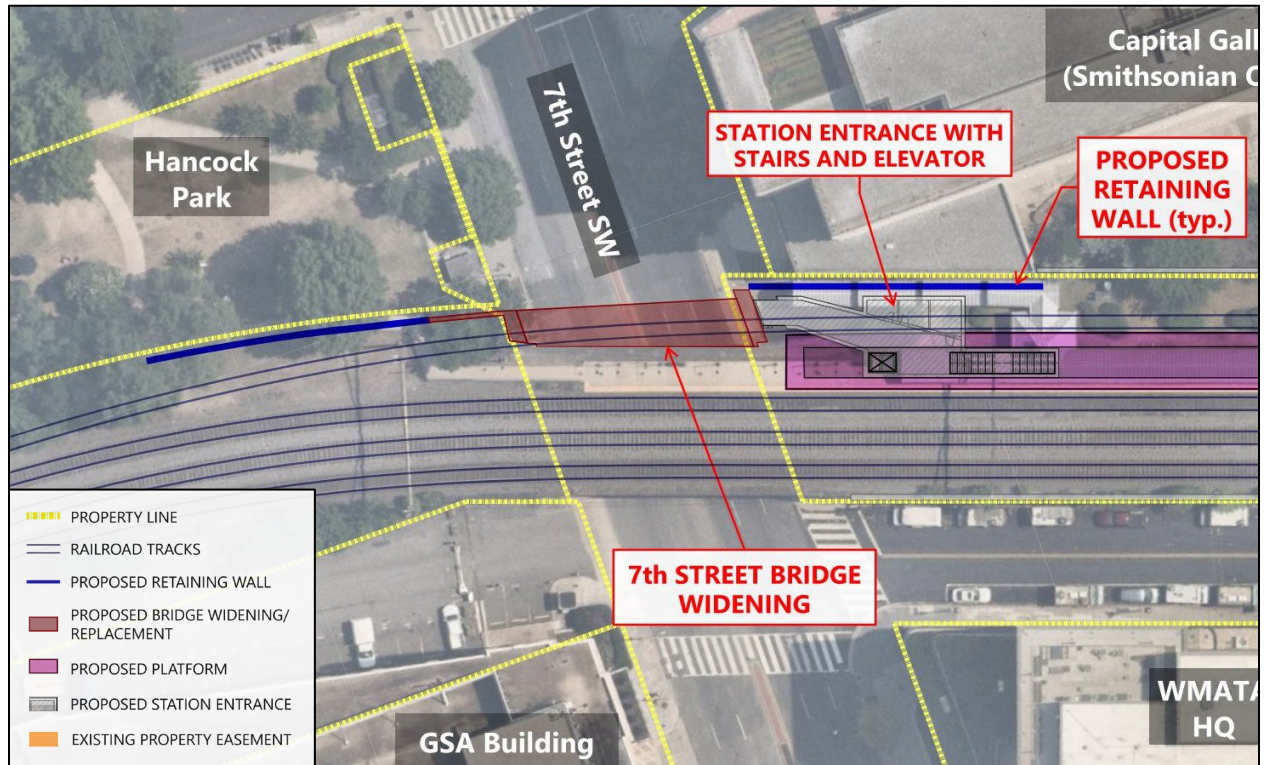 Capital Gall
(Smithsonian C
7th Street SW
STATION ENTRANCE WITH
STAIRS AND ELEVATOR
PROPOSED
RETAINING
WALL (typ.)
Hancock
Park
7th STREET BRIDGE
WIDENING
PROPERTY LINE
RAILROAD TRACKS
PROPOSED RETAINING WALL
PROPOSED BRIDGE WIDENING/
REPLACEMENT
PROPOSED PLATFORM
PROPOSED STATION ENTRANCE
EXISTING PROPERTY EASEMENT
GSA Building
WMATA
HQ